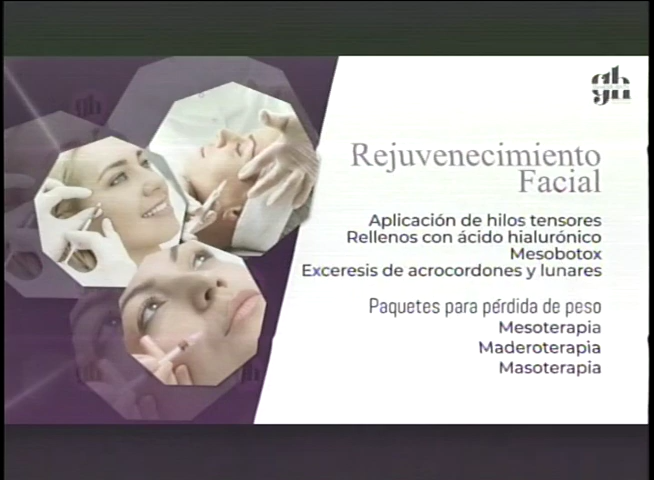 gh
Rejuvenecimiento
Facial
Aplicación de hilos tensores
Rellenos con ácido hialurónico
Mesobotox
Exceresis de acrocordones y lunares
Paquetes para pérdida de peso
Mesoterapia
Maderoterapia
Masoterapia